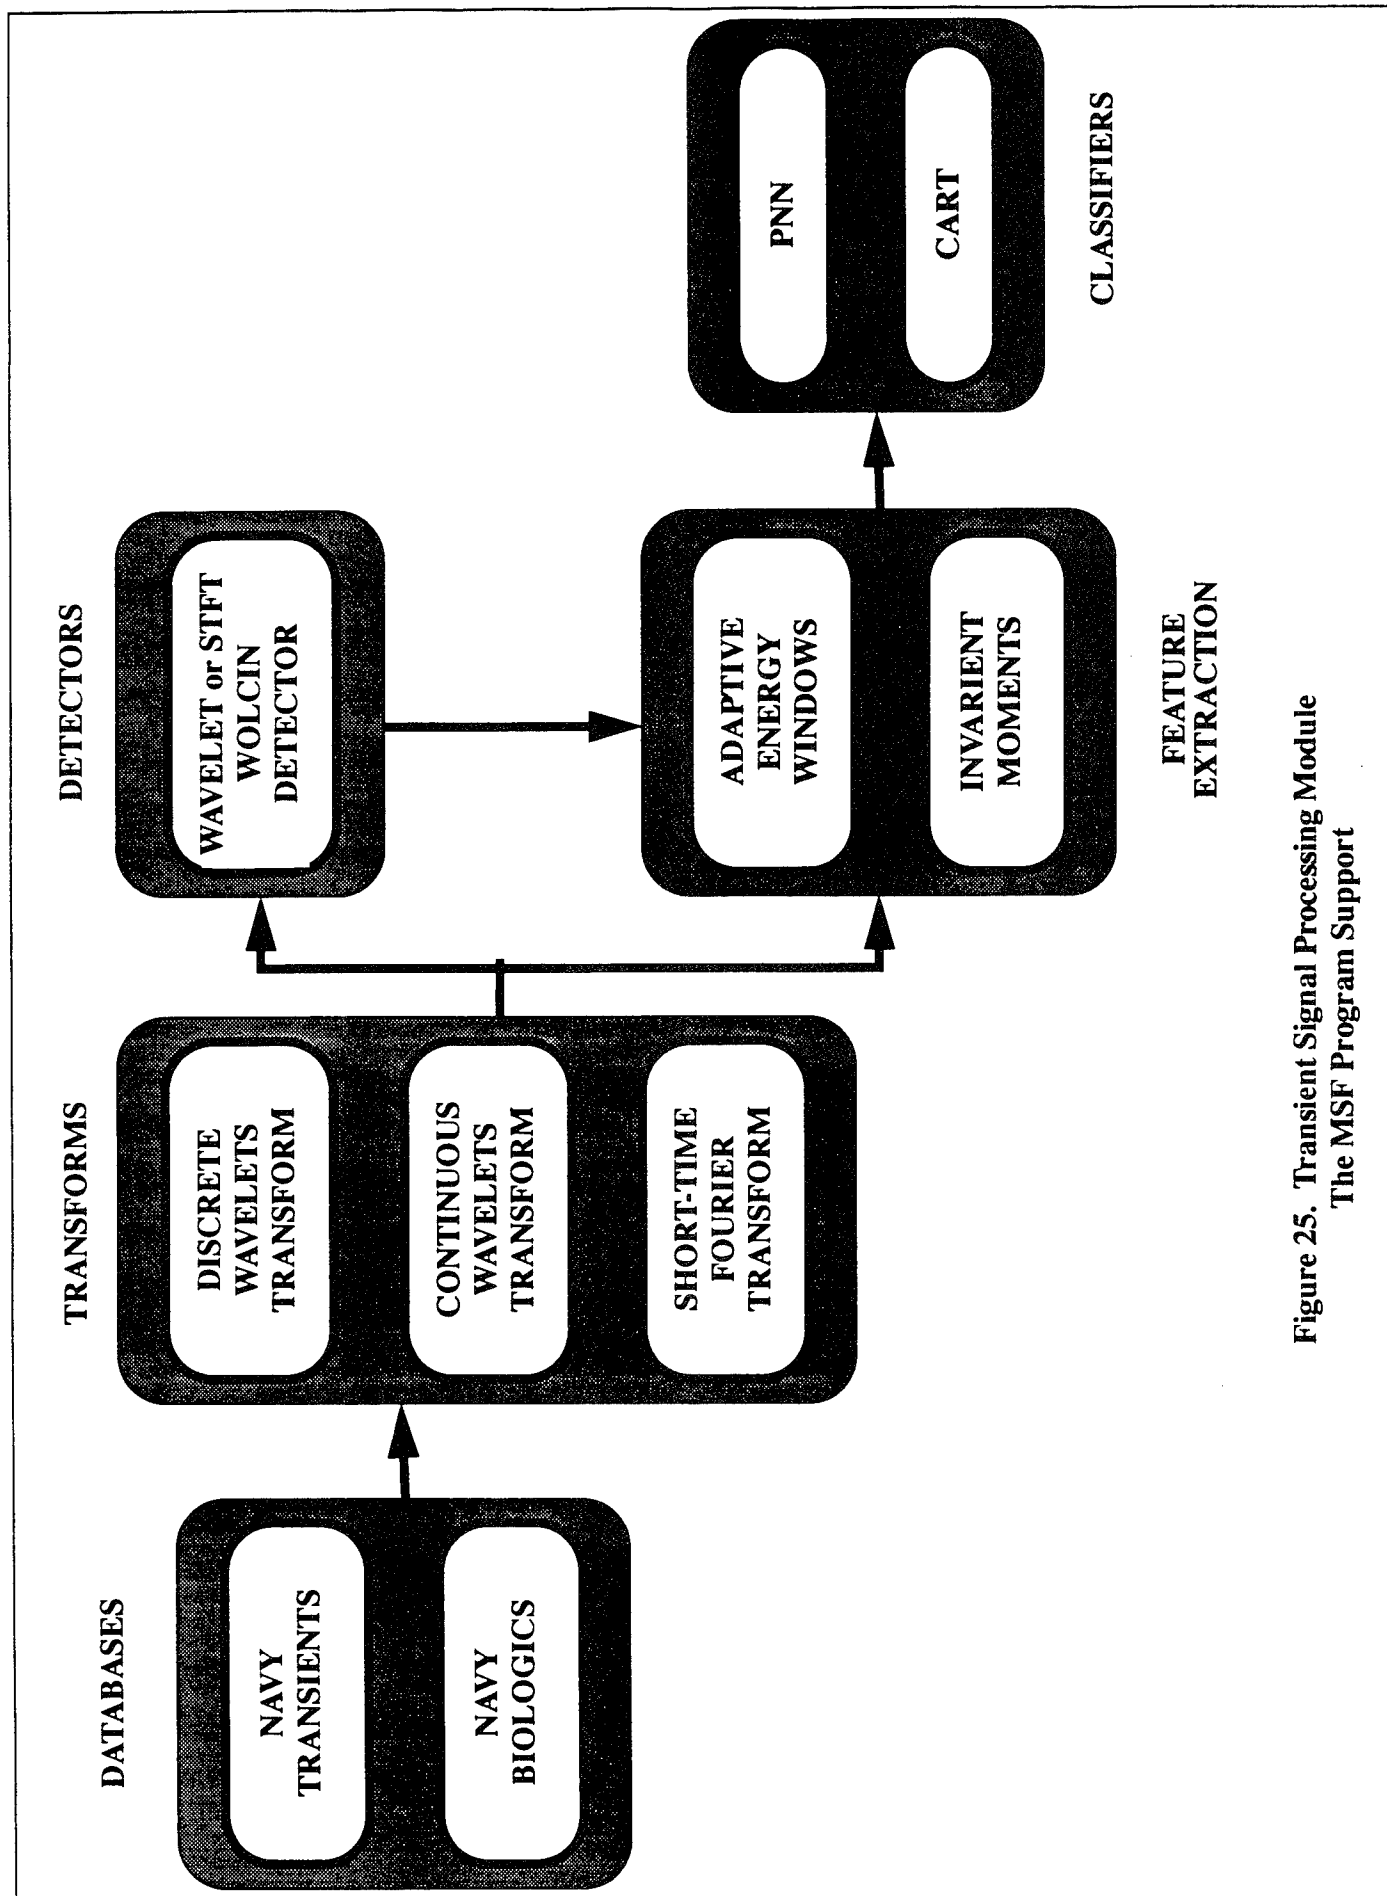 DATABASES
NAVY
TRANSIENTS
NAVY
BIOLOGICS
TRANSFORMS
DISCRETE
WAVELETS
TRANSFORM
CONTINUOUS
WAVELETS
TRANSFORM
SHORT-TIME
FOURIER
TRANSFORM
DETECTORS
WAVELET or STFT
WOLCIN
DETECTOR
ADAPTIVE
ENERGY
WINDOWS
INVARIENT
MOMENTS
FEATURE
EXTRACTION
PNN
CART
CLASSIFIERS
Figure 25. Transient Signal Processing Module
The MSF Program Support